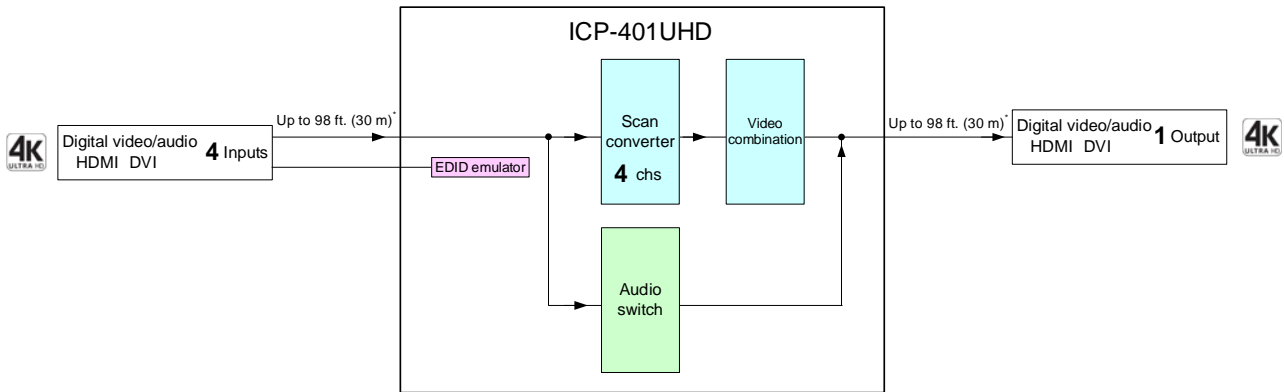 ICP-401UHD
4K
ULTRA HD
Digital video/audio
HDMI DVI
4 Inputs
Up to 98 ft. (30 m)*
EDID emulator
Scan
converter
4 chs
Video
combination
Audio
switch
Up to 98 ft. (30 m)*
Digital video/audio
HDMI DVI
1 Output
4K
ULTRA HD